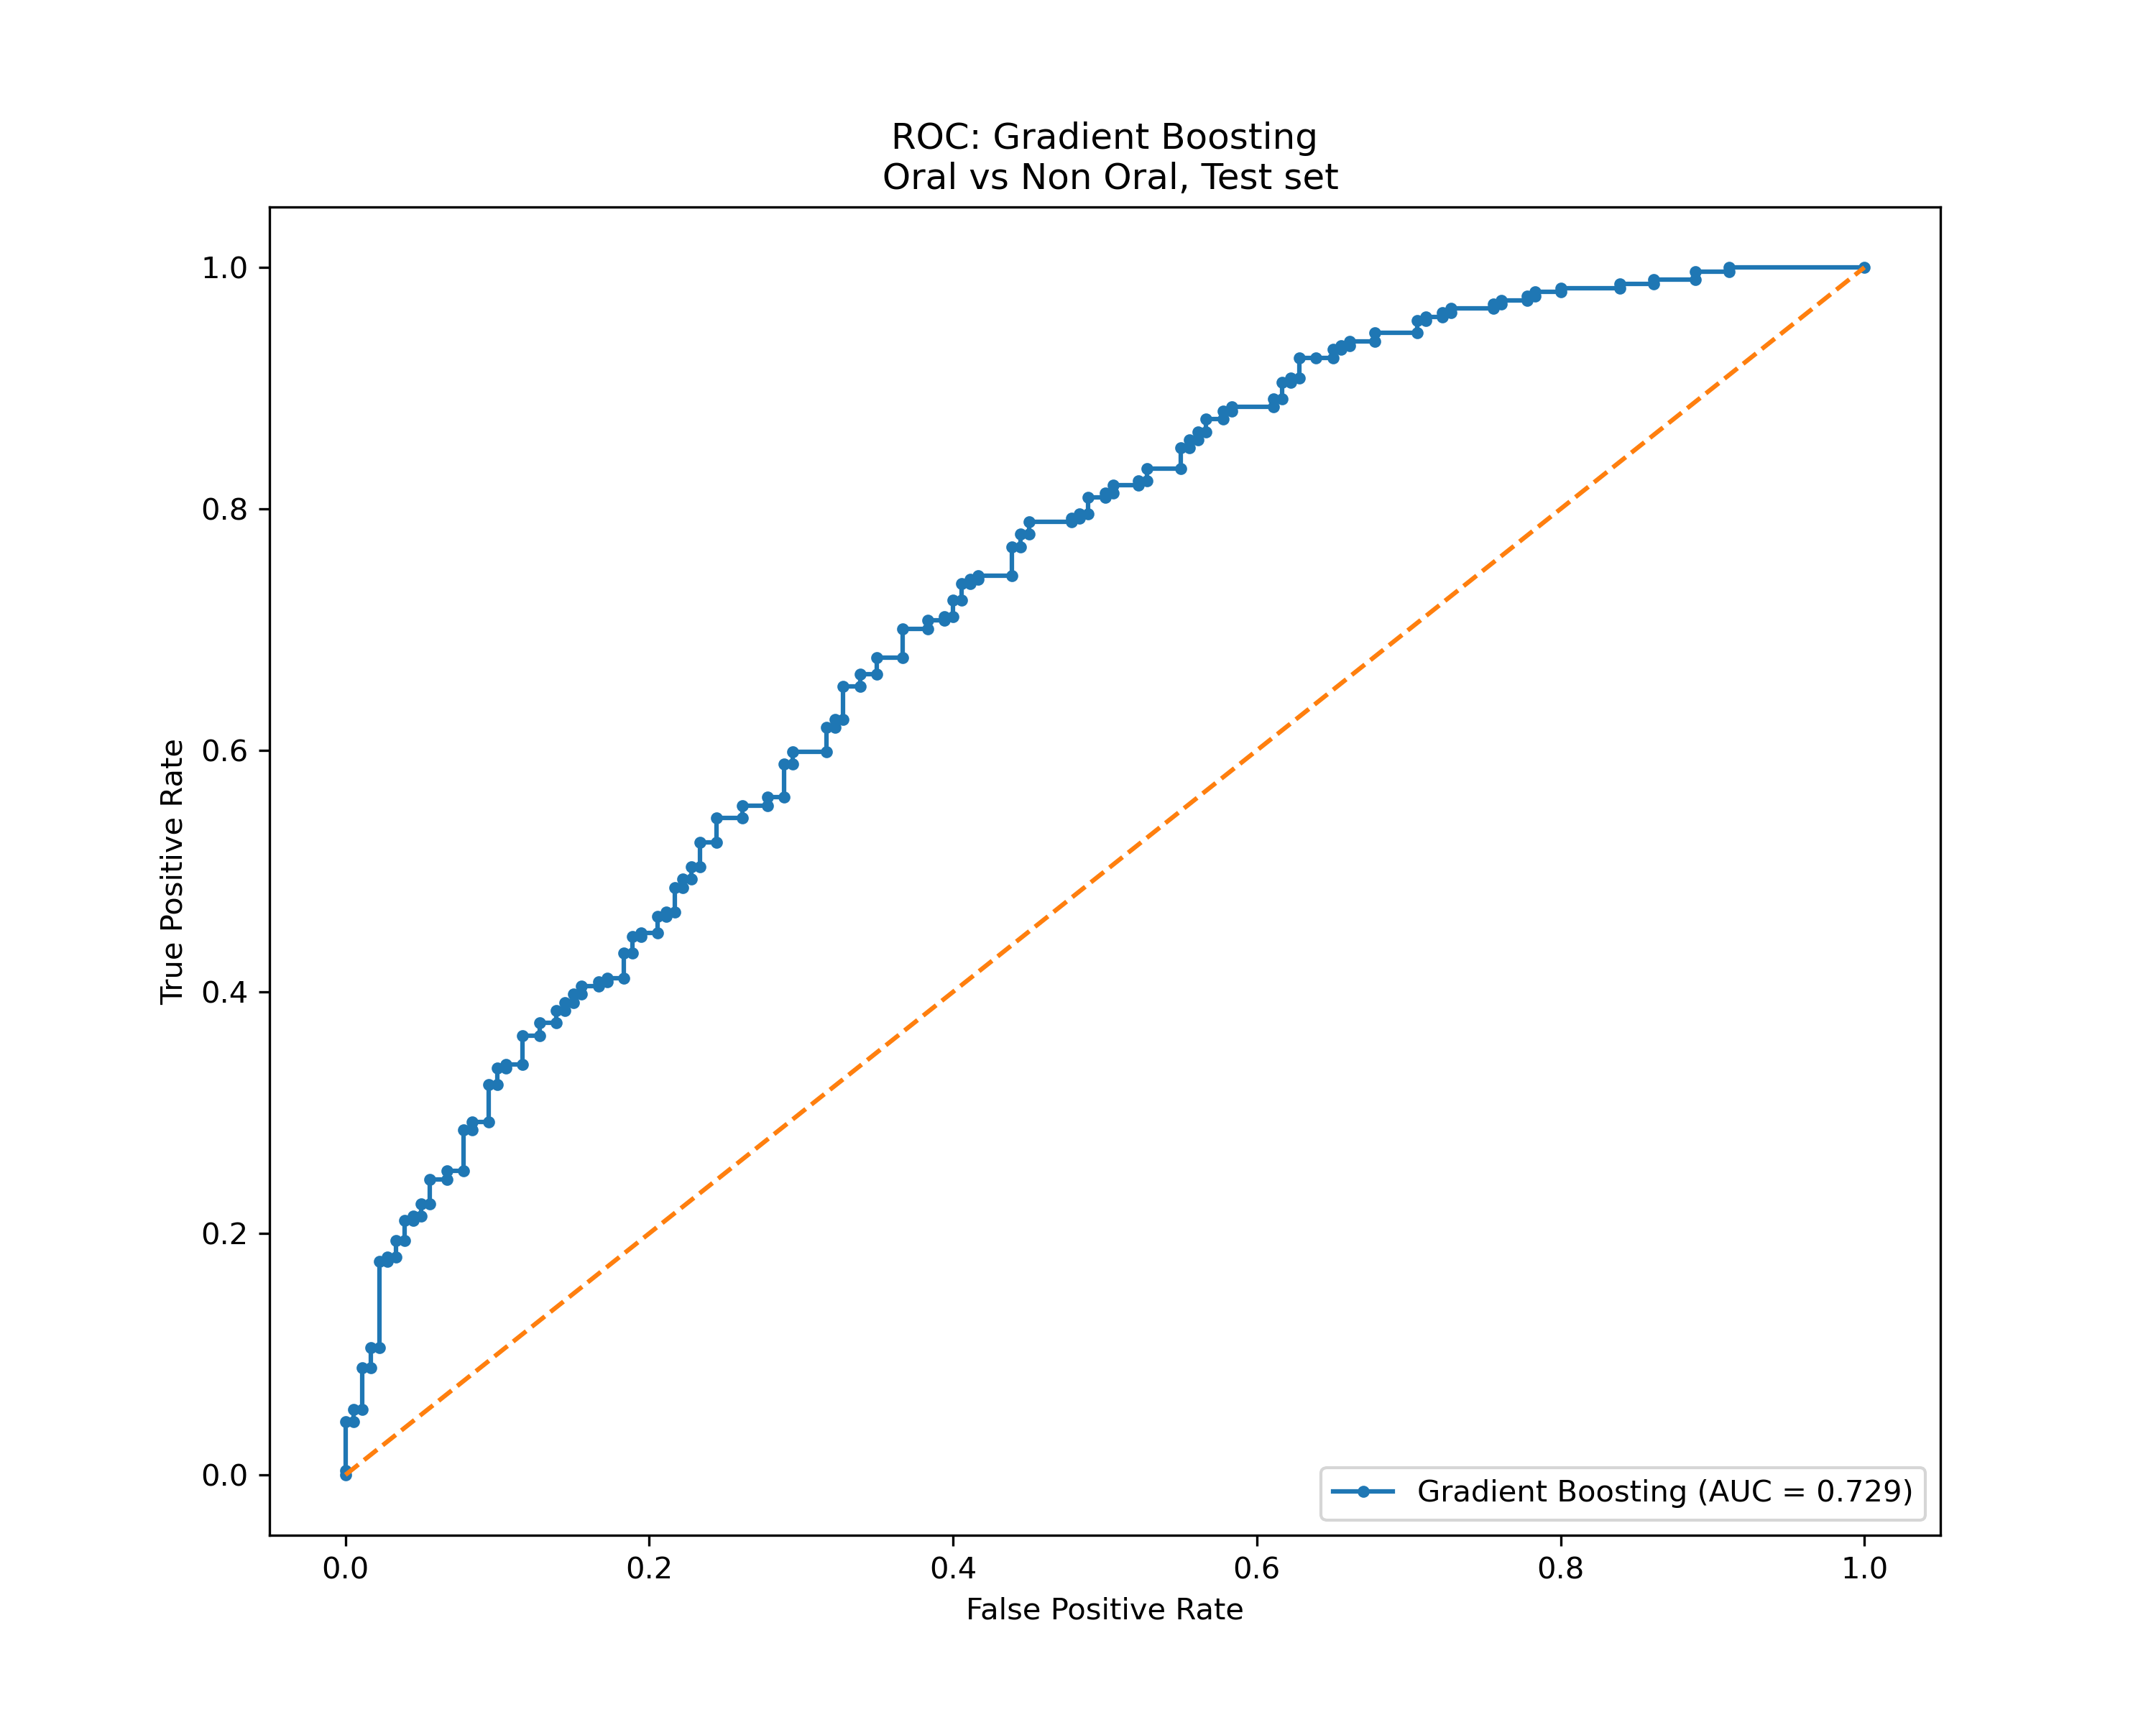 ROC: Gradient Boosting
Oral vs Non Oral, Test set
True Positive Rate
1.0
0.8
0.6
0.4
0.2
0.0
Gradient Boosting (AUC = 0.729)
0.0 0.2 0.4 0.6 0.8 1.0
False Positive Rate